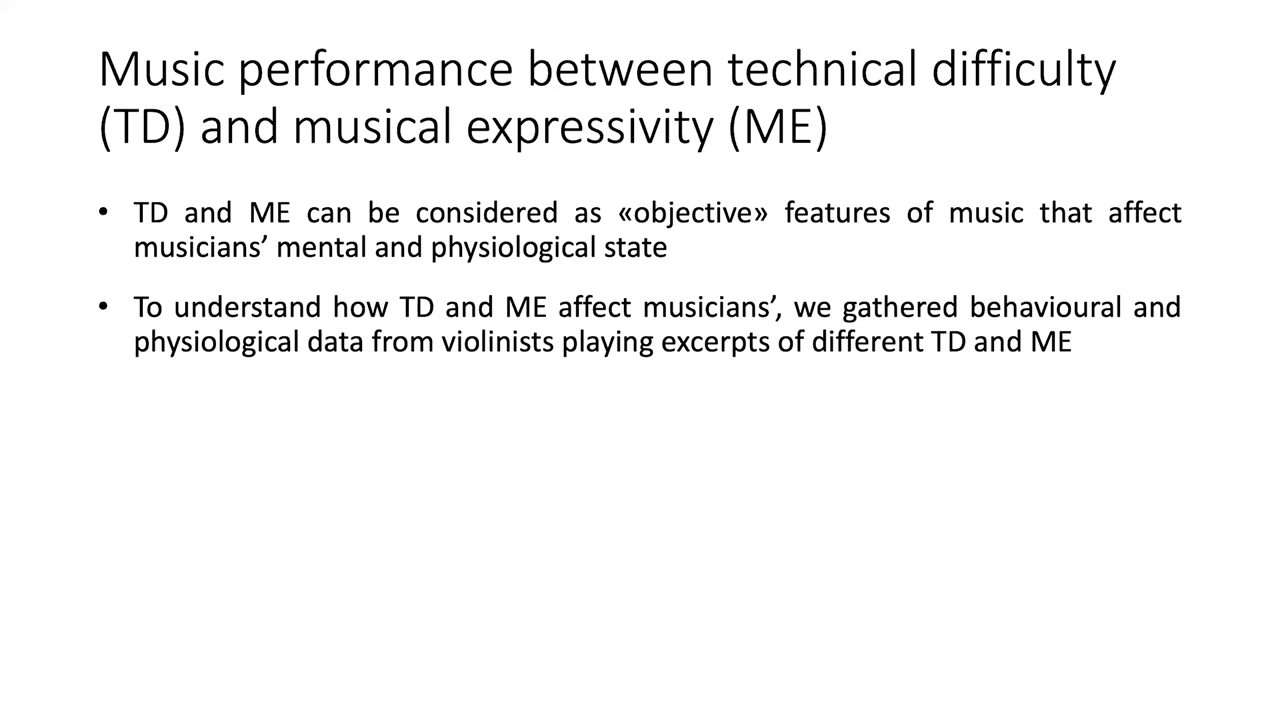 Music performance between technical difficulty
(TD) and musical expressivity (ME)
• TD and ME can be considered as «objective» features of music that affect
musicians’ mental and physiological state
• To understand how TD and ME affect musicians’, we gathered behavioural and
physiological data from violinists playing excerpts of different TD and ME